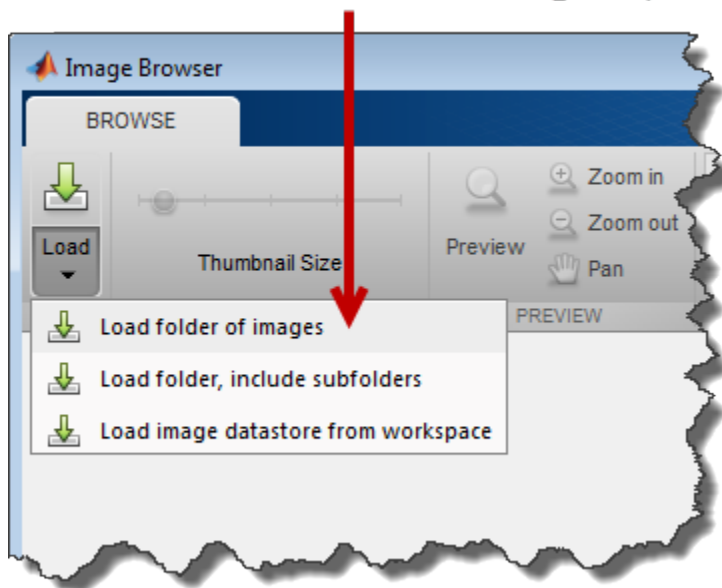 Image Browser
BROWSE
Load
Thumbnail Size
Preview
Zoom in
Zoom out
Pan
PREVIEW
Load folder of images
Load folder, include subfolders
Load image datastore from workspace